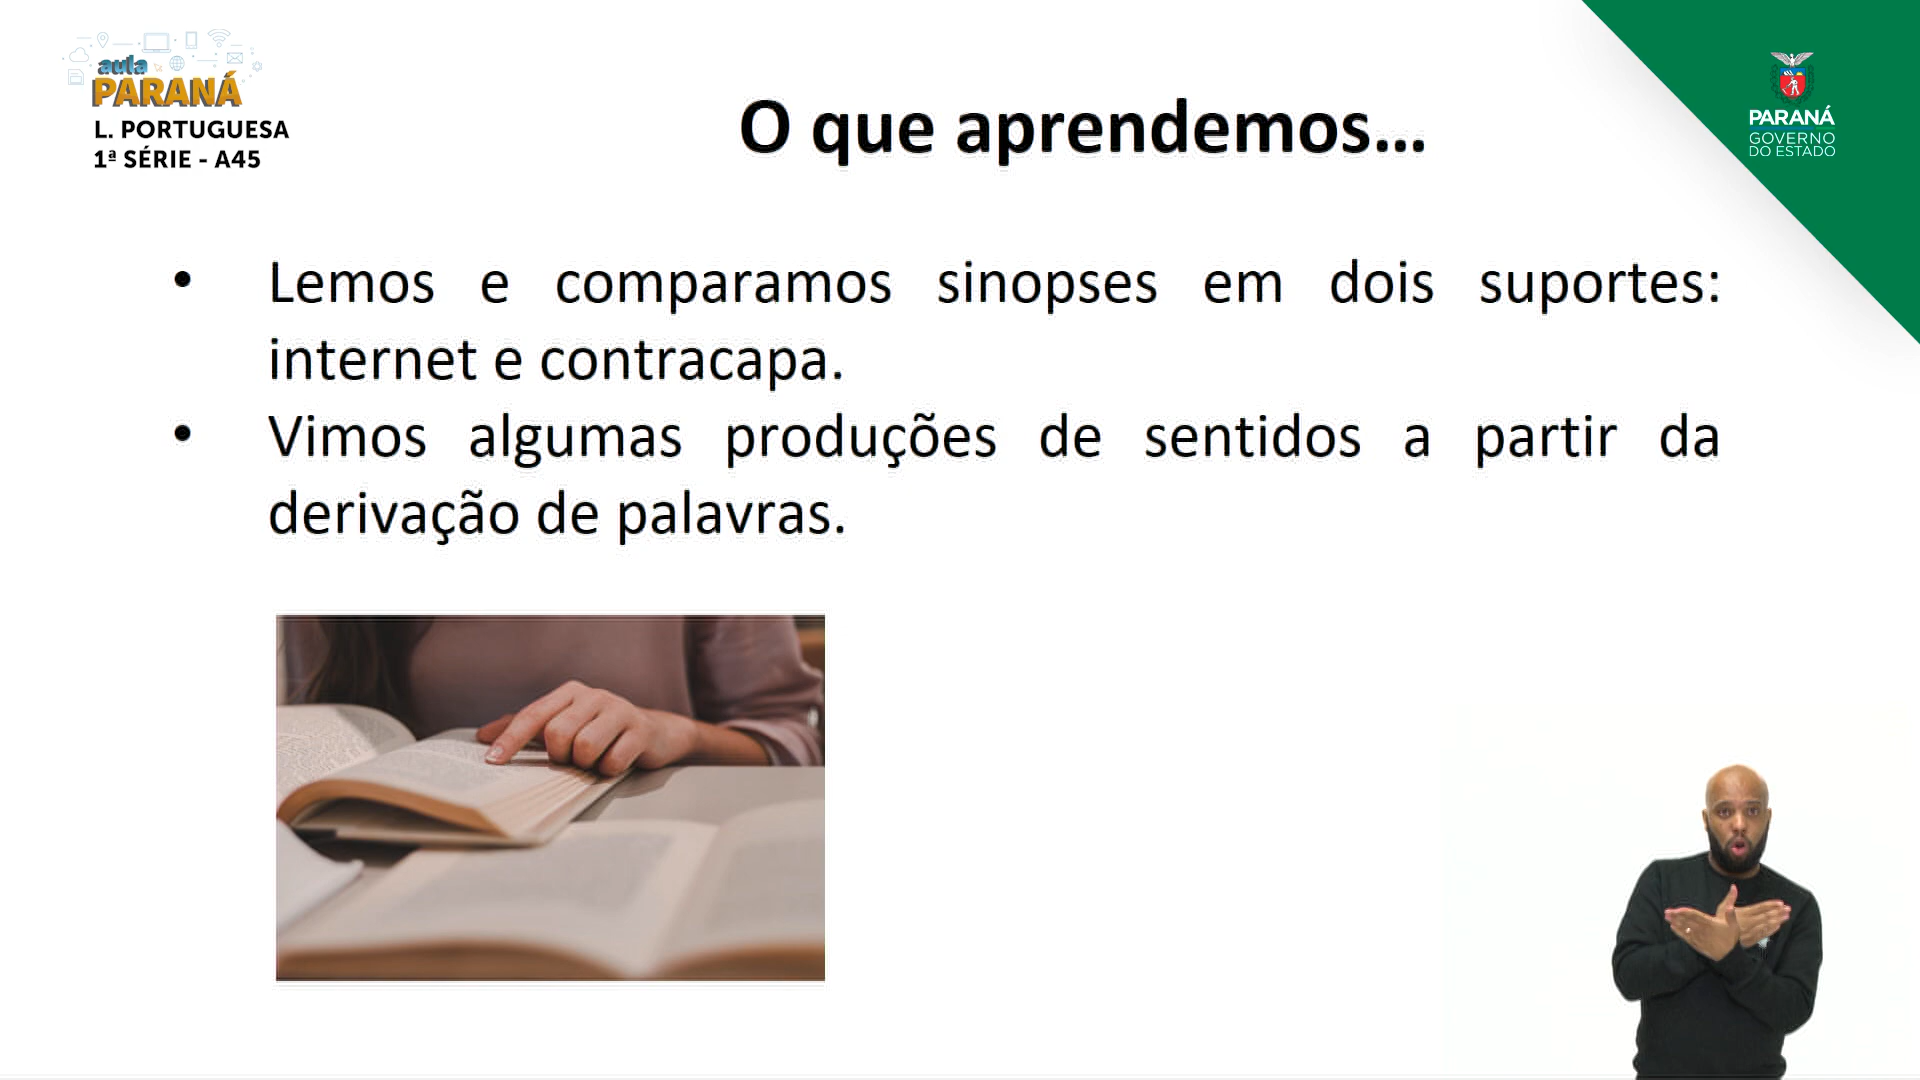 aula
PARANÁ
L. PORTUGUESA
1ª SÉRIE - A45
O que aprendemos...
PARANÁ
GOVERNO
DO ESTADO
• Lemos e comparamos sinopses em dois suportes:
internet e contracapa.
• Vimos algumas produções de sentidos a partir da
derivação de palavras.